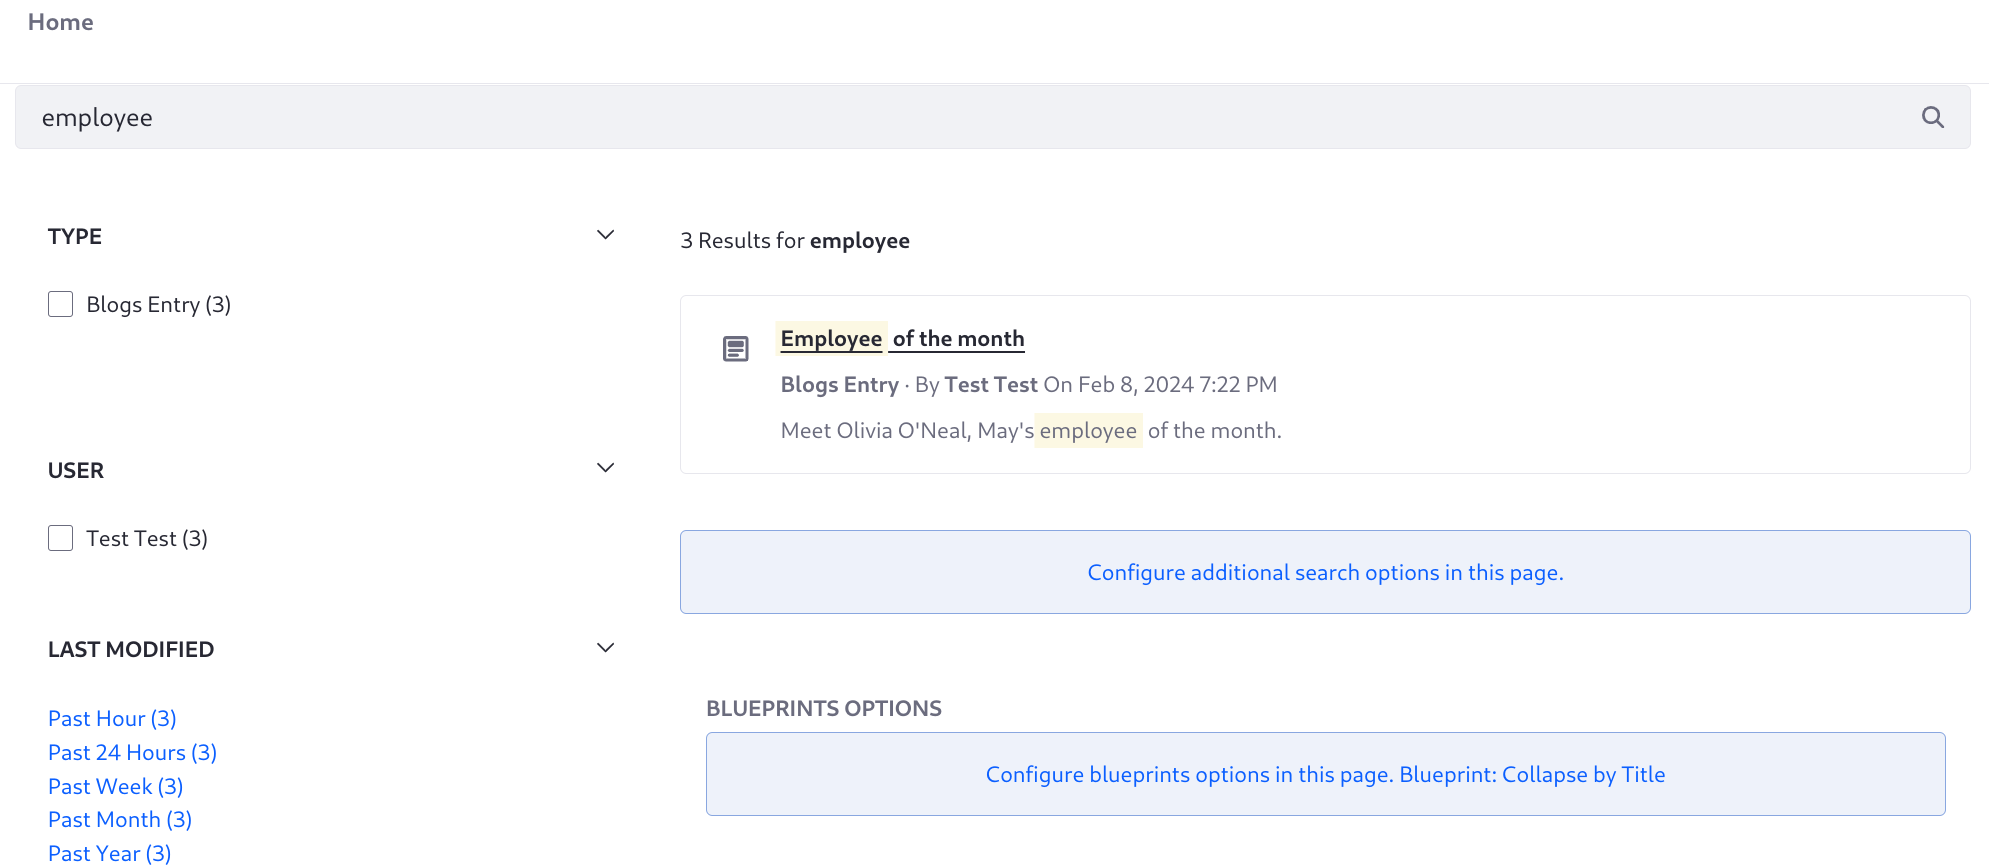 Home
employee
TYPE
Blogs Entry (3)
USER
Test Test (3)
LAST MODIFIED
Past Hour (3)
Past 24 Hours (3)
Past Week (3)
Past Month (3)
Past Year (3)
3 Results for employee
Employee of the month
Blogs Entry · By Test Test On Feb 8, 2024 7:22 PM
Meet Olivia O'Neal, May's employee of the month.
Configure additional search options in this page.
BLUEPRINTS OPTIONS
Configure blueprints options in this page. Blueprint: Collapse by Title